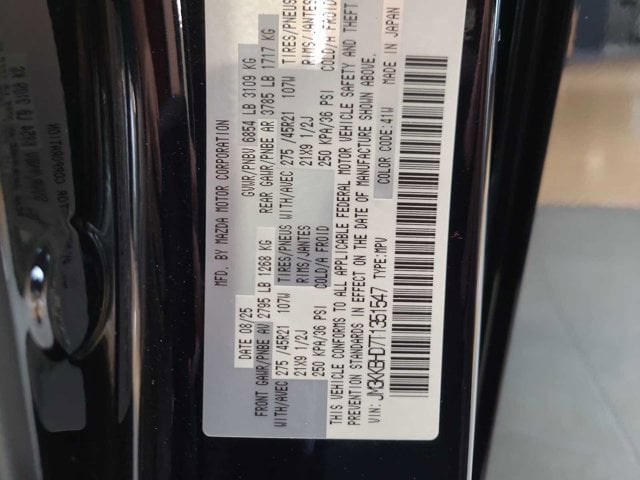 MFD. BY MAZDA MOTOR CORPORATION
DATE 08/25 GVWR/PNBV 6854 LB 3109 KG
FRONT GAWR/PNBE AV 2795 LB 1268 KG REAR GAWR/PNBE AR 3785 LB 1717 KG
WITH/AVEC 275 /45R21 107W TIRES/PNEUS WITH/AVEC 275 /45R21 107W TIRES/PNEUS
21X9 1/2J RIMS/JANTES 21X9 1/2J RIMS/JANTES
250 KPA/36 PSI COLD/A FROID 250 KPA/36 PSI COLD/A FROID
THIS VEHICLE CONFORMS TO ALL APPLICABLE FEDERAL MOTOR VEHICLE SAFETY AND THEFT
PREVENTION STANDARDS IN EFFECT ON THE DATE OF MANUFACTURE SHOWN ABOVE.
VIN: JM3KKBHD7T1351547 TYPE:MPV COLOR CODE:41W MADE IN JAPAN